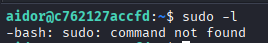 aidor@c762127accfd:~$ sudo -l
-bash: sudo: command not found